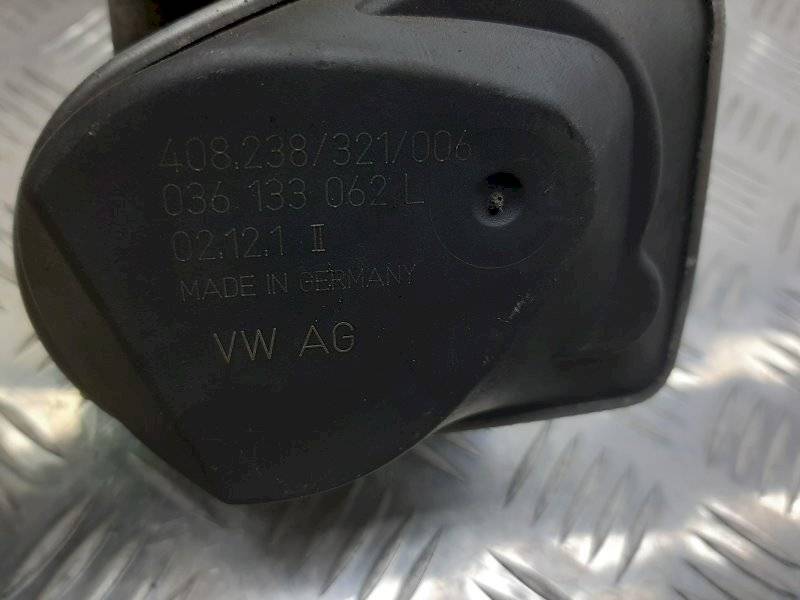 408.238/321/006
036 133 062 L
02.12.1 II
MADE IN GERMANY
VW AG